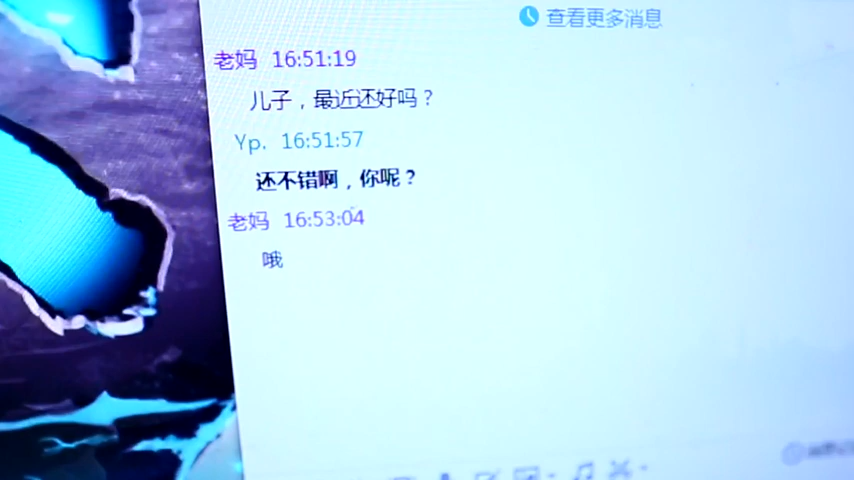 查看更多消息
老妈 16:51:19
儿子，最近还好吗？
Yp. 16:51:57
还不错啊，你呢？
老妈 16:53:04
哦